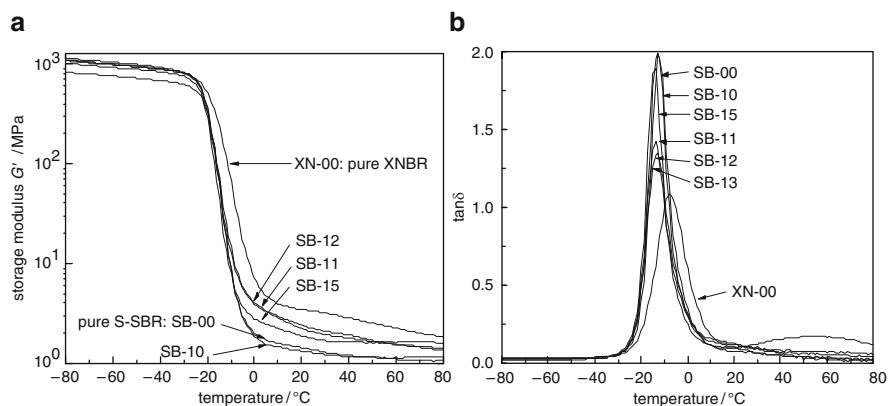 a
storage modulus G′ / MPa
10³
10²
10¹
10⁰
XN-00: pure XNBR
SB-12
SB-11
SB-15
pure S-SBR: SB-00
SB-10
−80 −60 −40 −20 0 20 40 60 80
temperature / °C
b
tanδ
2.0
1.5
1.0
0.5
0.0
SB-00
SB-10
SB-15
SB-11
SB-12
SB-13
XN-00
−80 −60 −40 −20 0 20 40 60 80
temperature / °C